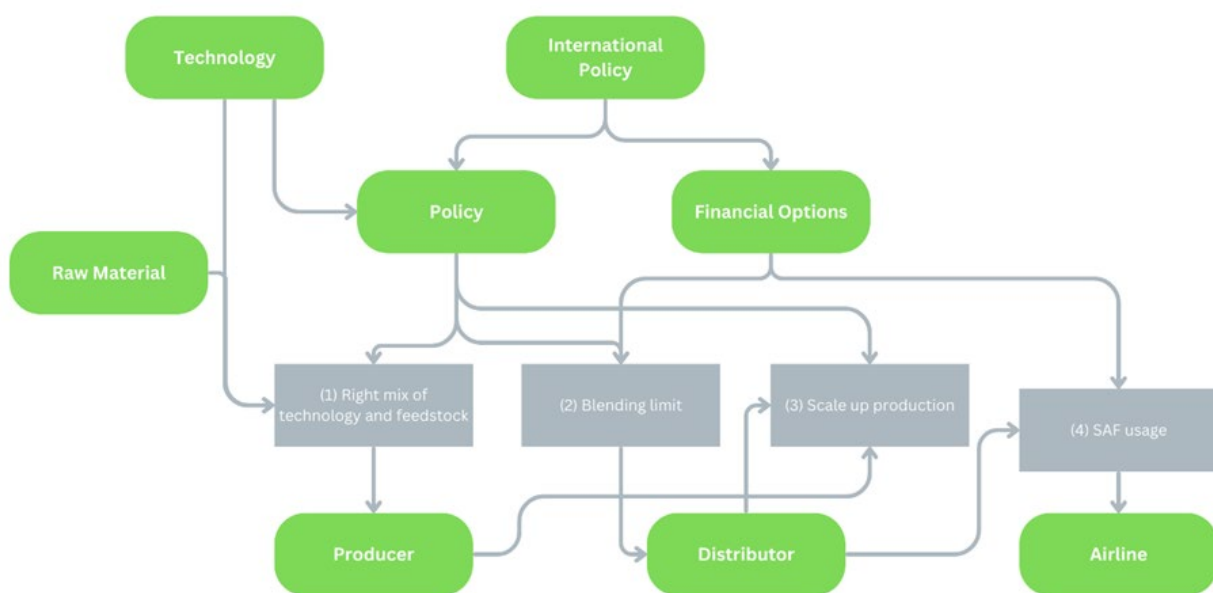 Technology
International
Policy
Policy
Financial Options
Raw Material
(1) Right mix of
technology and feedstock
(2) Blending limit
(3) Scale up production
(4) SAF usage
Producer
Distributor
Airline